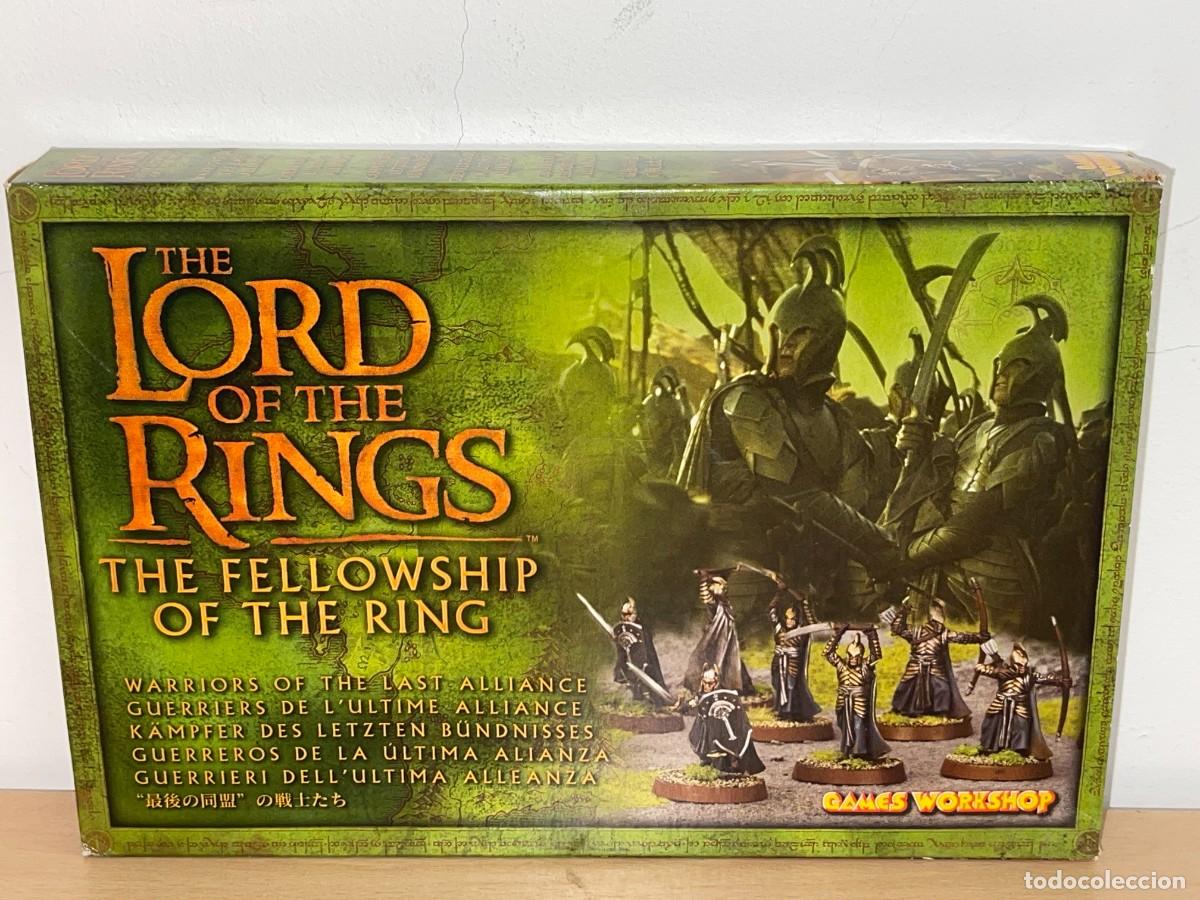 THE
LORD
OF THE
RINGS™
THE FELLOWSHIP
OF THE RING
WARRIORS OF THE LAST ALLIANCE
GUERRIERS DE L'ULTIME ALLIANCE
KÄMPFER DES LETZTEN BÜNDNISSES
GUERREROS DE LA ÚLTIMA ALIANZA
GUERRIERI DELL'ULTIMA ALLEANZA
“最後の同盟”の戦士たち
GAMES WORKSHOP
todocoleccion